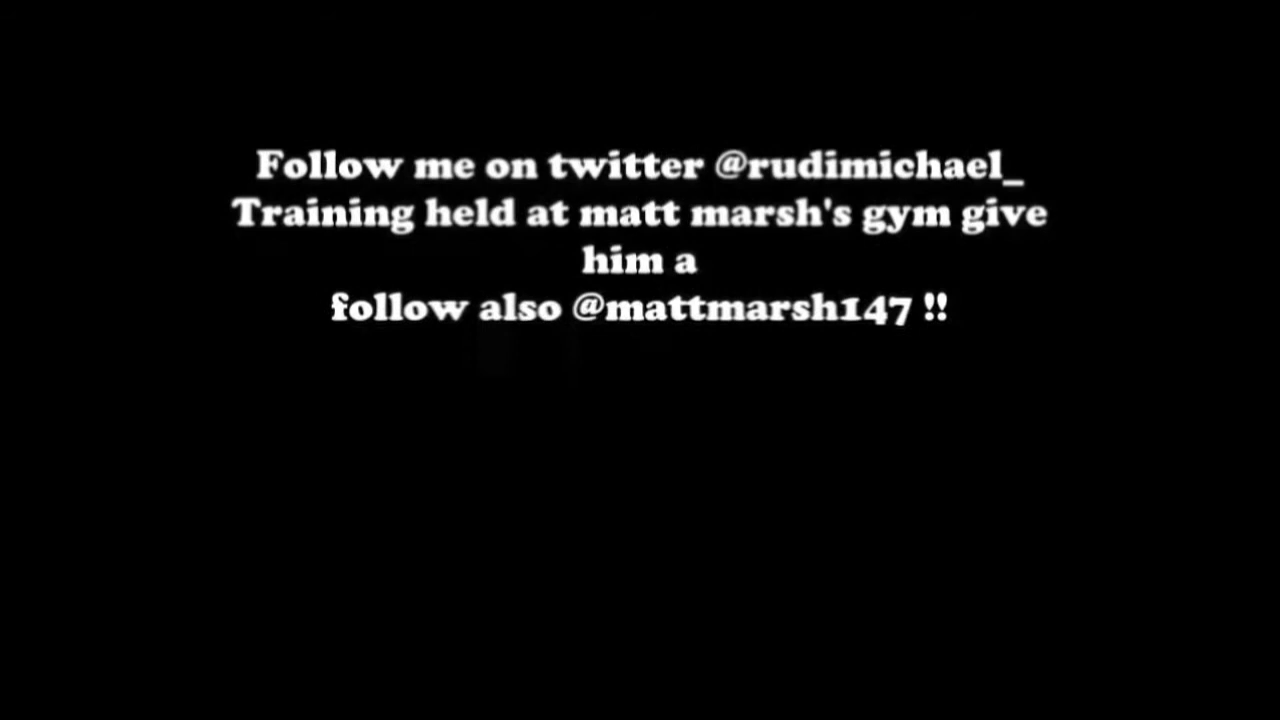 Follow me on twitter @rudimichael_
Training held at matt marsh's gym give
him a
follow also @mattmarsh147 !!